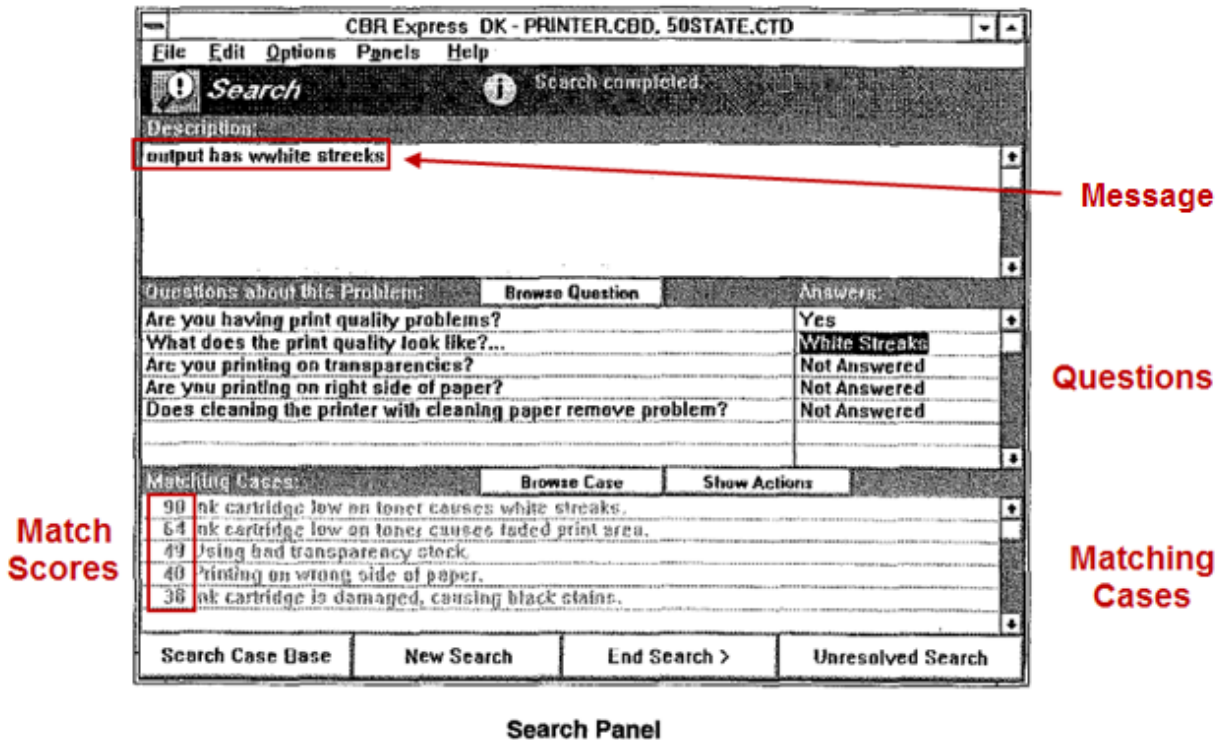 CBR Express DK - PRINTER.CBD, 50STATE.CTD
File Edit Options Panels Help
Search
Search completed.
Description:
output has wwhite streeks
Message
Questions about this Problem: Browse Question Answers:
Are you having print quality problems? Yes
What does the print quality look like?... White Streaks
Are you printing on transparencies? Not Answered
Are you printing on right side of paper? Not Answered
Does cleaning the printer with cleaning paper remove problem? Not Answered
Questions
Matching Cases: Browse Case Show Actions
90 nk cartridge low on toner causes white streaks.
64 nk cartridge low on toner causes faded print area.
49 Using bad transparency stock.
40 Printing on wrong side of paper.
38 nk cartridge is damaged, causing black stains.
Match
Scores
Matching
Cases
Search Case Base New Search End Search > Unresolved Search
Search Panel